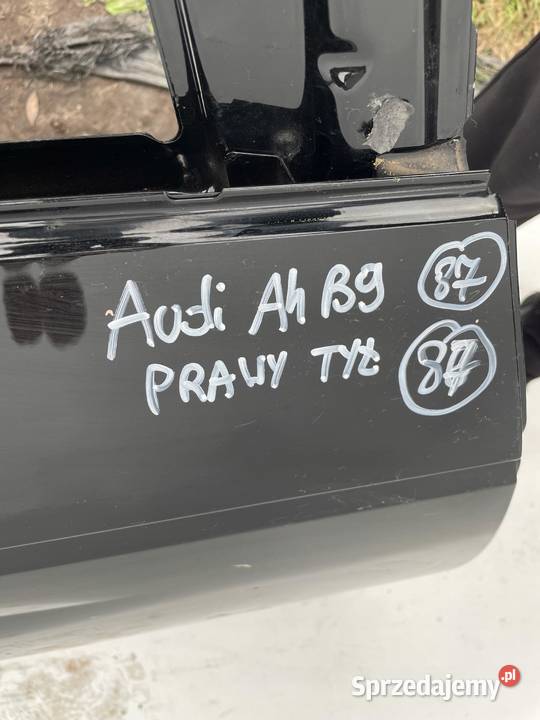 Audi A4 B9 87
PRAWY TYŁ 87
Sprzedajemy.pl